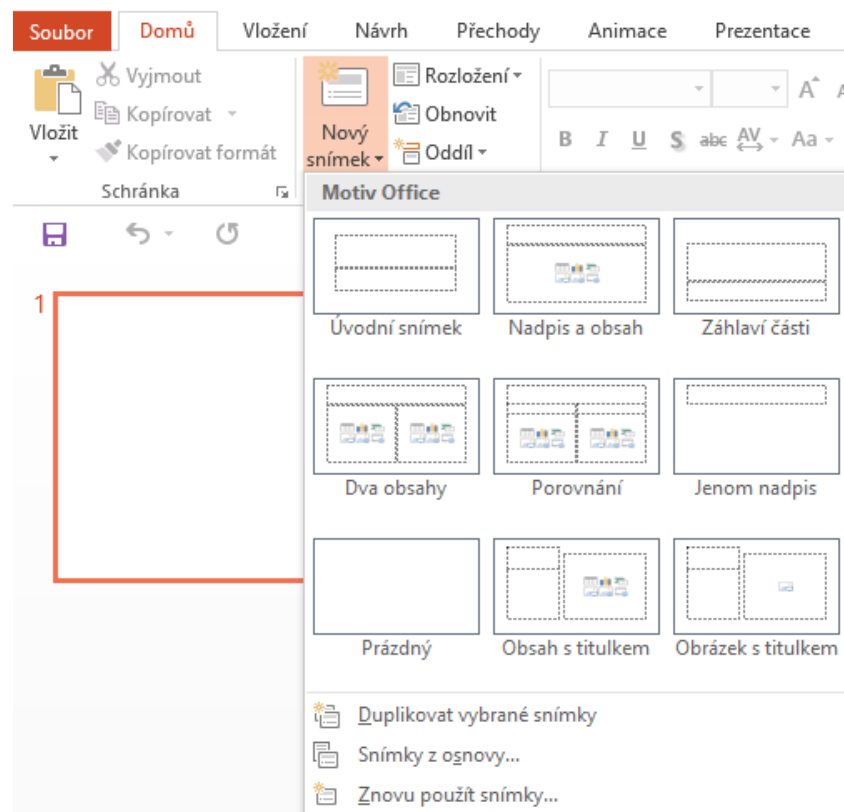 Soubor Domů Vložení Návrh Přechody Animace Prezentace
Vložit
Vyjmout
Kopírovat
Kopírovat formát
Schránka
Nový
snímek
Rozložení
Obnovit
Oddíl
B I U S abc AV Aa
A
Motiv Office
Úvodní snímek Nadpis a obsah Záhlaví části
Dva obsahy Porovnání Jenom nadpis
Prázdný Obsah s titulkem Obrázek s titulkem
Duplikovat vybrané snímky
Snímky z osnovy...
Znovu použít snímky...
1